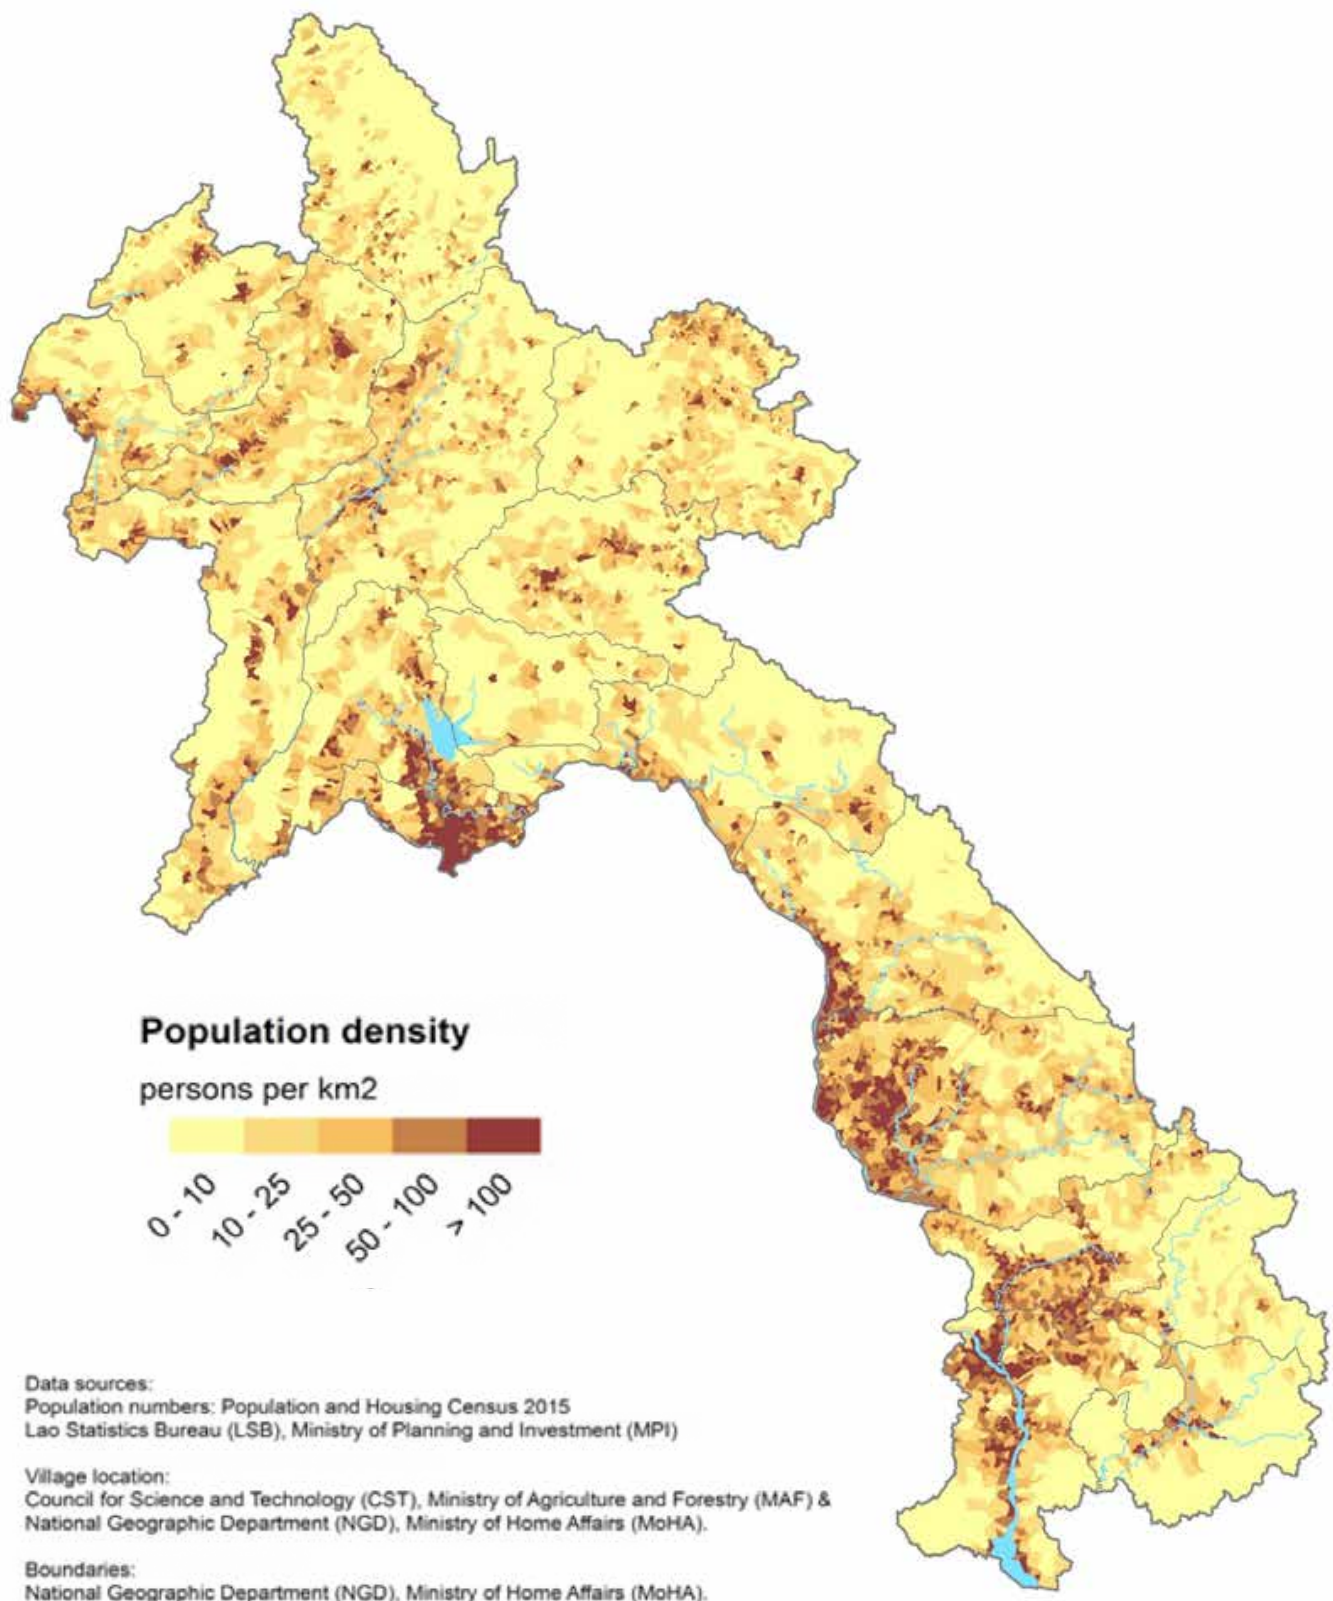 Population density
persons per km2
0 - 10
10 - 25
25 - 50
50 - 100
> 100
Data sources:
Population numbers: Population and Housing Census 2015
Lao Statistics Bureau (LSB), Ministry of Planning and Investment (MPI)
Village location:
Council for Science and Technology (CST), Ministry of Agriculture and Forestry (MAF) &
National Geographic Department (NGD), Ministry of Home Affairs (MoHA).
Boundaries:
National Geographic Department (NGD), Ministry of Home Affairs (MoHA).